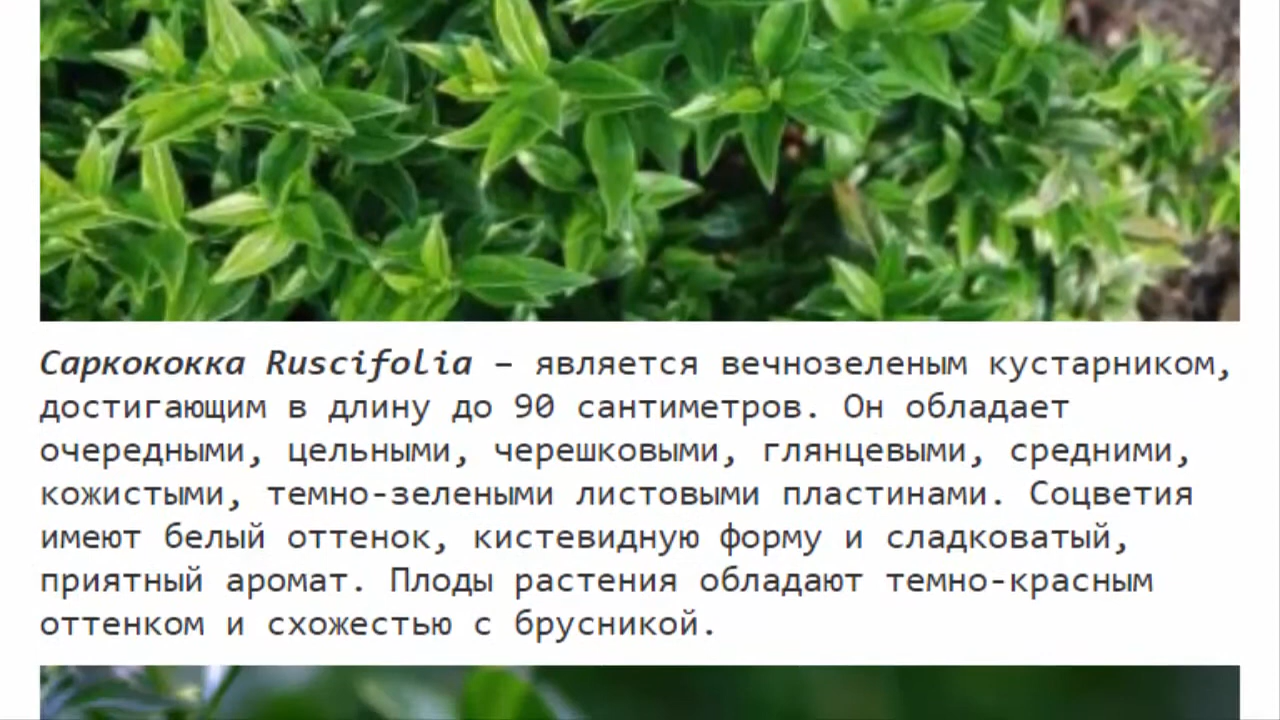 Саркококка Ruscifolia – является вечнозеленым кустарником,
достигающим в длину до 90 сантиметров. Он обладает
очередными, цельными, черешковыми, глянцевыми, средними,
кожистыми, темно-зелеными листовыми пластинами. Соцветия
имеют белый оттенок, кистевидную форму и сладковатый,
приятный аромат. Плоды растения обладают темно-красным
оттенком и схожестью с брусникой.